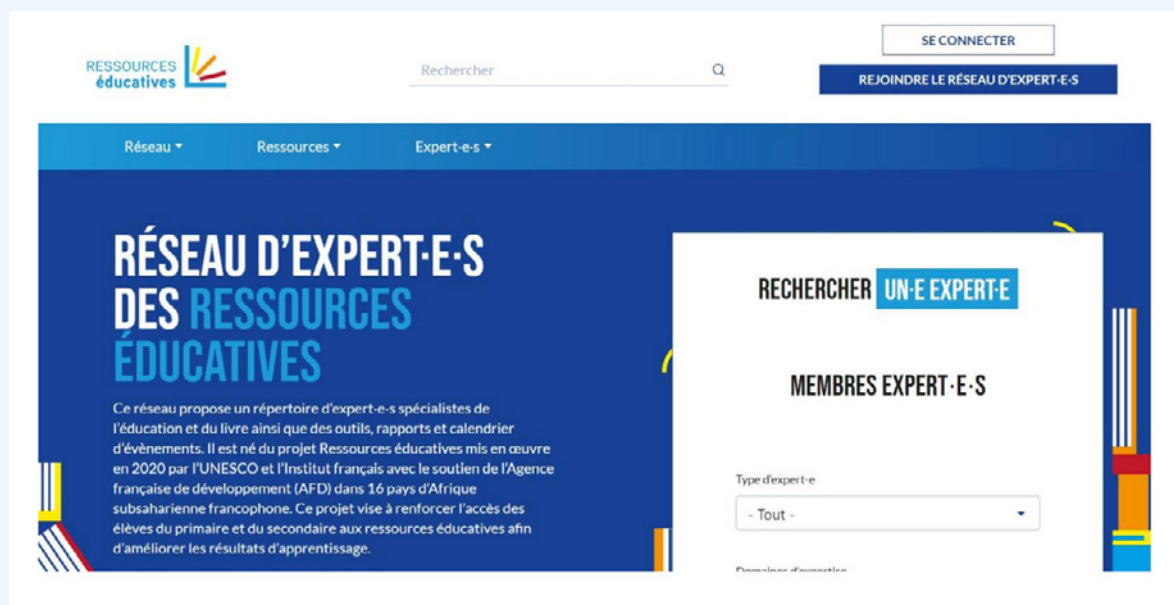 RESSOURCES
éducatives
Rechercher
SE CONNECTER
REJOINDRE LE RÉSEAU D'EXPERT·E·S
Réseau
Ressources
Expert·e·s
RÉSEAU D'EXPERT·E·S
DES RESSOURCES
ÉDUCATIVES
Ce réseau propose un répertoire d'expert·e·s spécialistes de
l'éducation et du livre ainsi que des outils, rapports et calendrier
d'évènements. Il est né du projet Ressources éducatives mis en œuvre
en 2020 par l'UNESCO et l'Institut français avec le soutien de l'Agence
française de développement (AFD) dans 16 pays d'Afrique
subsaharienne francophone. Ce projet vise à renforcer l'accès des
élèves du primaire et du secondaire aux ressources éducatives afin
d'améliorer les résultats d'apprentissage.
RECHERCHER UN·E EXPERT·E
MEMBRES EXPERT·E·S
Type d'expert·e
- Tout -
Domaines d'expertise